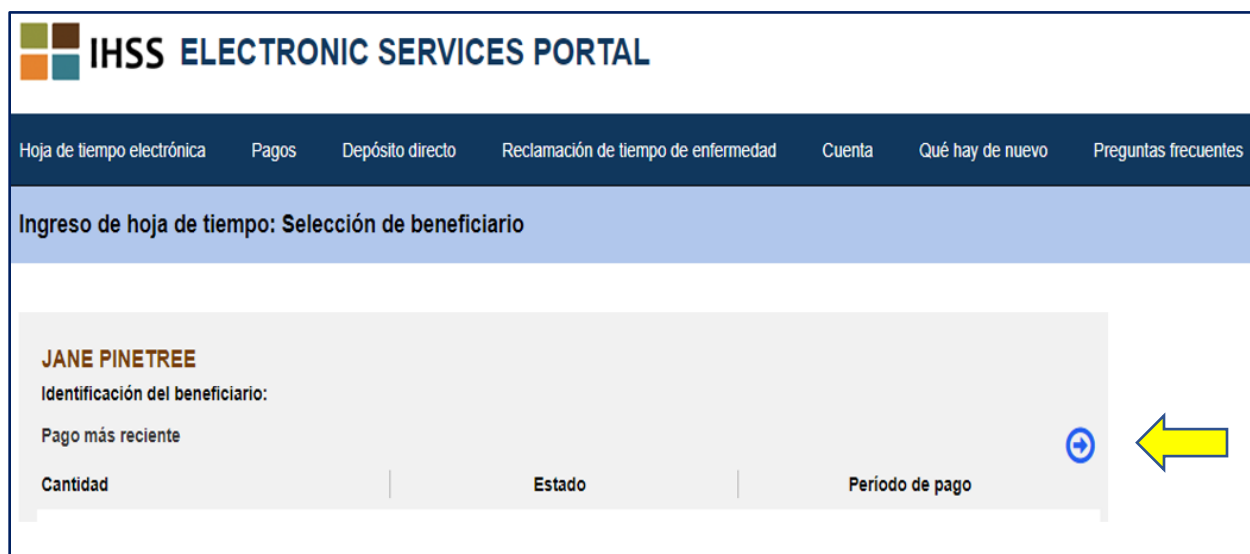 IHSS ELECTRONIC SERVICES PORTAL
Hoja de tiempo electrónica Pagos Depósito directo Reclamación de tiempo de enfermedad Cuenta Qué hay de nuevo Preguntas frecuentes
Ingreso de hoja de tiempo: Selección de beneficiario
JANE PINETREE
Identificación del beneficiario:
Pago más reciente
Cantidad Estado Período de pago